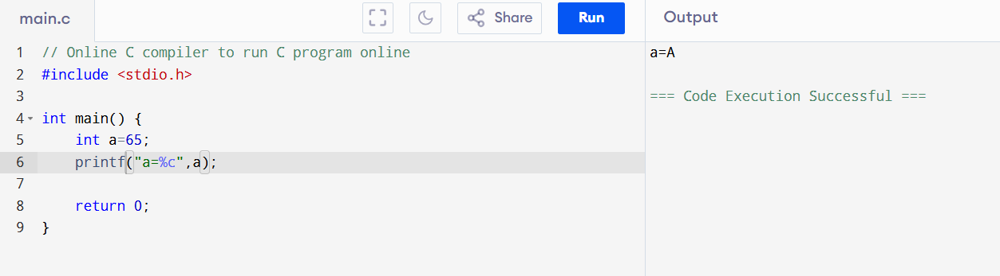 main.c Share Run Output
1 // Online C compiler to run C program online
2 #include <stdio.h>
3
4 int main() {
5     int a=65;
6     printf("a=%c",a);
7
8     return 0;
9 }
a=A
=== Code Execution Successful ===